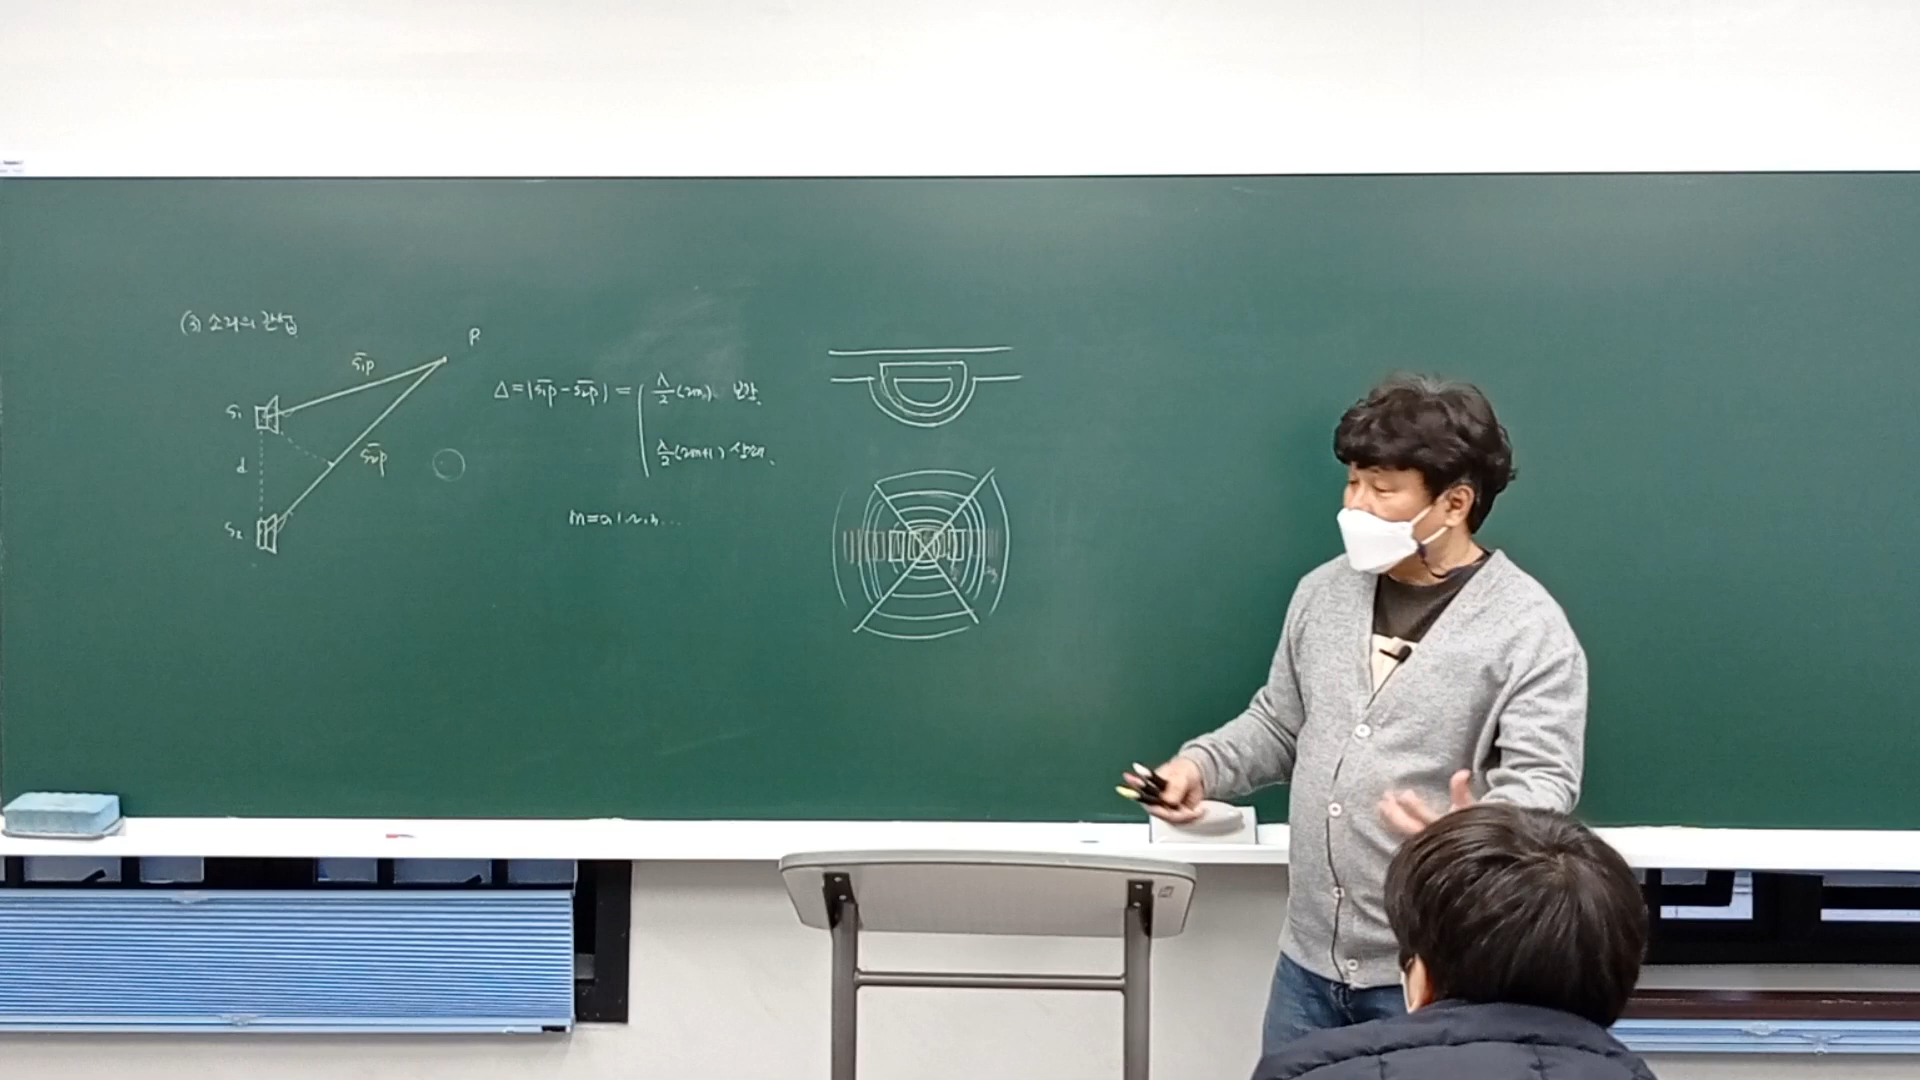 (3) 소리의 간섭
P
S₁P
S₁
Δ=|S₁P-S₂P|= λ/2(2m) 보강.
S₂P
d
λ/2(2m+1) 상쇄.
S₂
m=0,1,2,3...